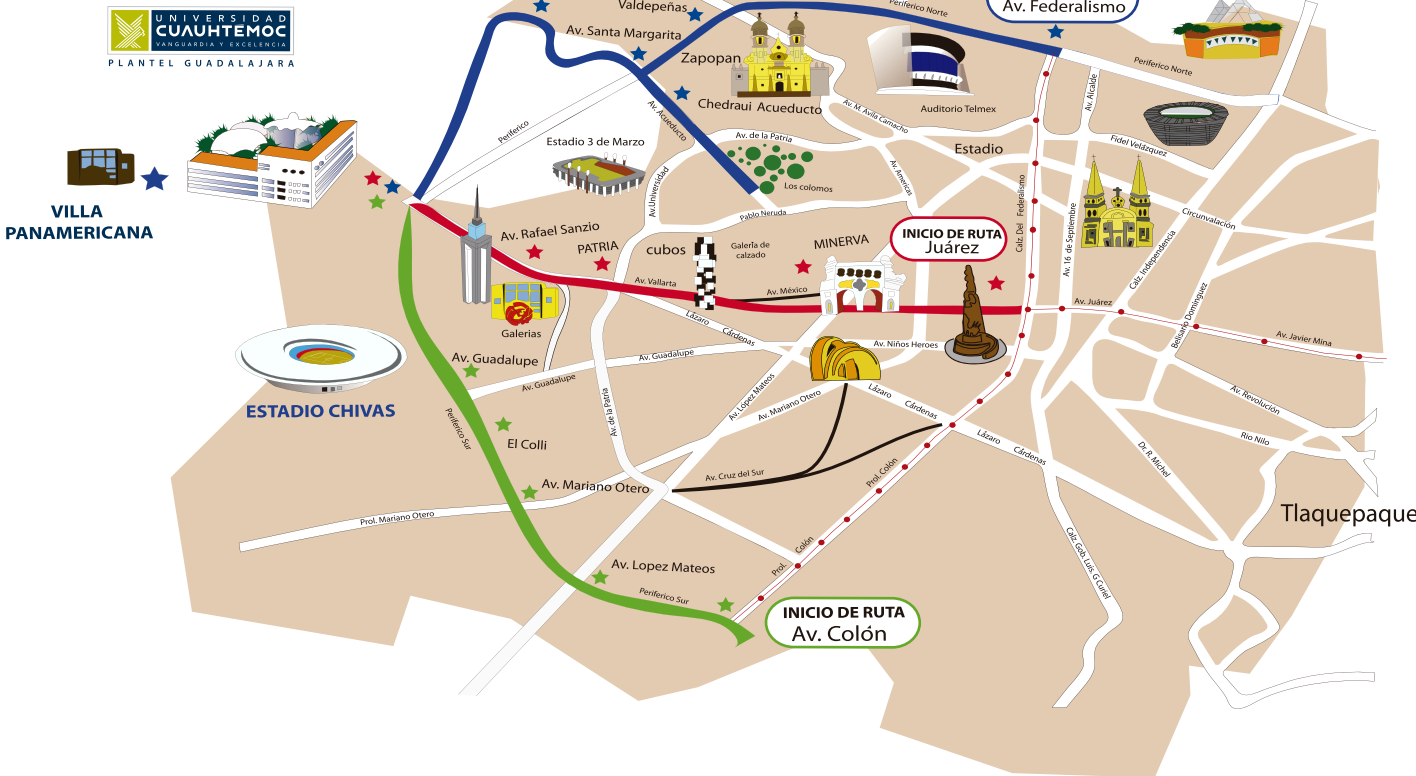 UNIVERSIDAD
CUAUHTEMOC
VANGUARDIA Y EXCELENCIA
PLANTEL GUADALAJARA
Valdepeñas
Periferico Norte
Av. Federalismo
Av. Santa Margarita
Zapopan
Periferico Norte
Av. Alcalde
Chedraui Acueducto
Av. M. Avila Camacho
Auditorio Telmex
Periferico
Av. Acueducto
Estadio 3 de Marzo
Av. de la Patria
Estadio
Fidel Velázquez
Av. Americas
Los colomos
Av.Universidad
Calz. Del Federalismo
VILLA
PANAMERICANA
Pablo Neruda
Av. 16 de Septiembre
Circunvalación
INICIO DE RUTA
Juárez
Av. Rafael Sanzio
PATRIA
cubos
Galería de
calzado
MINERVA
Calz. Independencia
Av. Vallarta
Av. México
Av. Juárez
Belisario Domínguez
Lázaro Cárdenas
Galerias
Av. Javier Mina
Av. Guadalupe
Av. Guadalupe
Av. Niños Heroes
Av. Guadalupe
ESTADIO CHIVAS
Periferico Sur
Av. de la Patria
Av. Lopez Mateos
Av. Mariano Otero
Lázaro Cárdenas
Av. Revolucion
El Colli
Lázaro Cárdenas
Rio Nilo
Dr. R. Michel
Av. Cruz del Sur
Prol. Colón
Av. Mariano Otero
Prol. Mariano Otero
Tlaquepaque
Prol. Colón
Calz. Gob. Luis. G Curiel
Av. Lopez Mateos
Periferico Sur
INICIO DE RUTA
Av. Colón